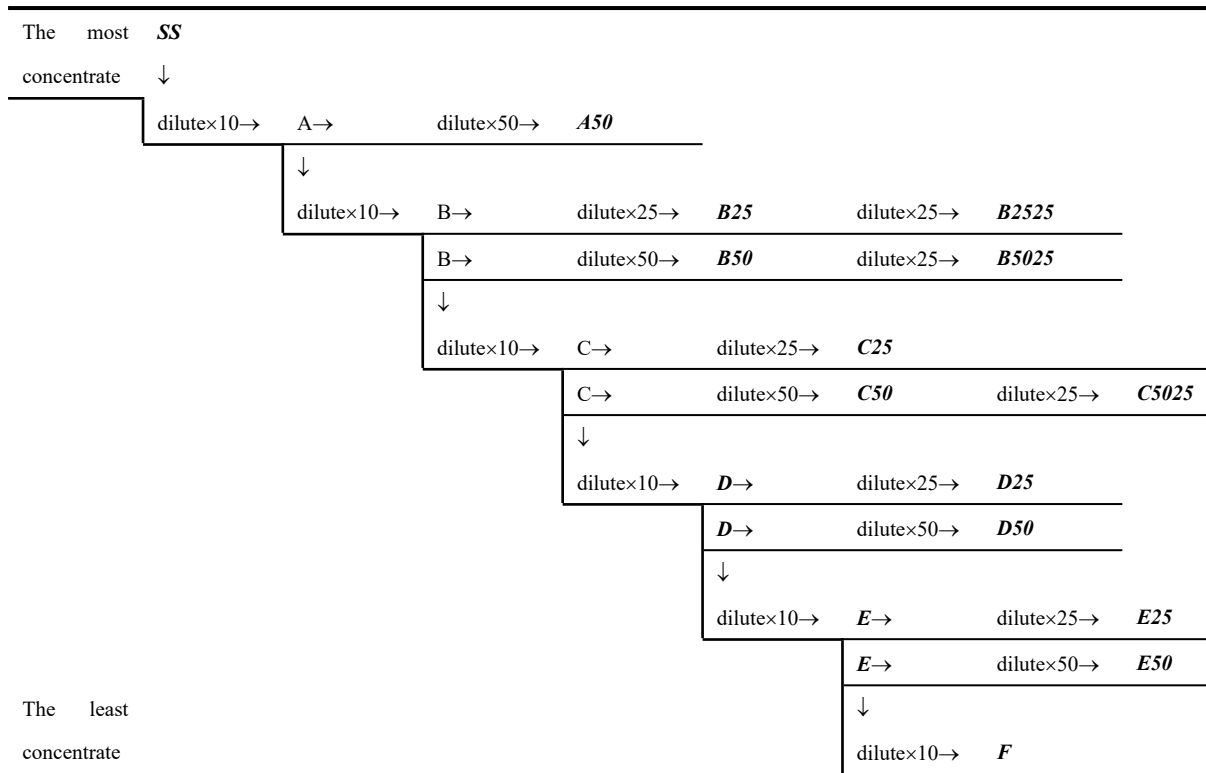 The most SS
concentrate ↓
dilute×10→ A→ dilute×50→ A50
↓
dilute×10→ B→ dilute×25→ B25 dilute×25→ B2525
B→ dilute×50→ B50 dilute×25→ B5025
↓
dilute×10→ C→ dilute×25→ C25
C→ dilute×50→ C50 dilute×25→ C5025
↓
dilute×10→ D→ dilute×25→ D25
D→ dilute×50→ D50
↓
dilute×10→ E→ dilute×25→ E25
E→ dilute×50→ E50
The least ↓
concentrate dilute×10→ F